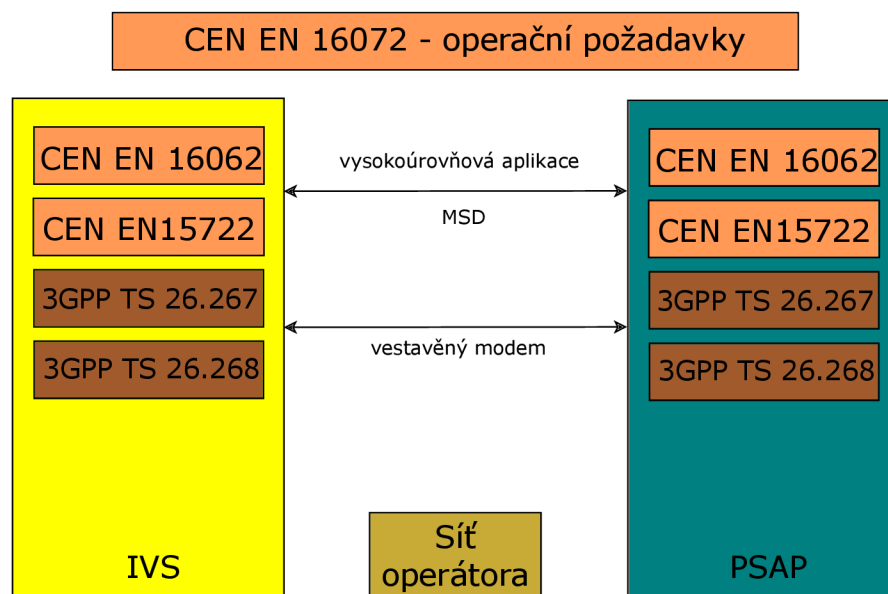 CEN EN 16072 - operační požadavky
CEN EN 16062
CEN EN15722
3GPP TS 26.267
3GPP TS 26.268
IVS
vysokoúrovňová aplikace
MSD
vestavěný modem
Síť
operátora
CEN EN 16062
CEN EN15722
3GPP TS 26.267
3GPP TS 26.268
PSAP